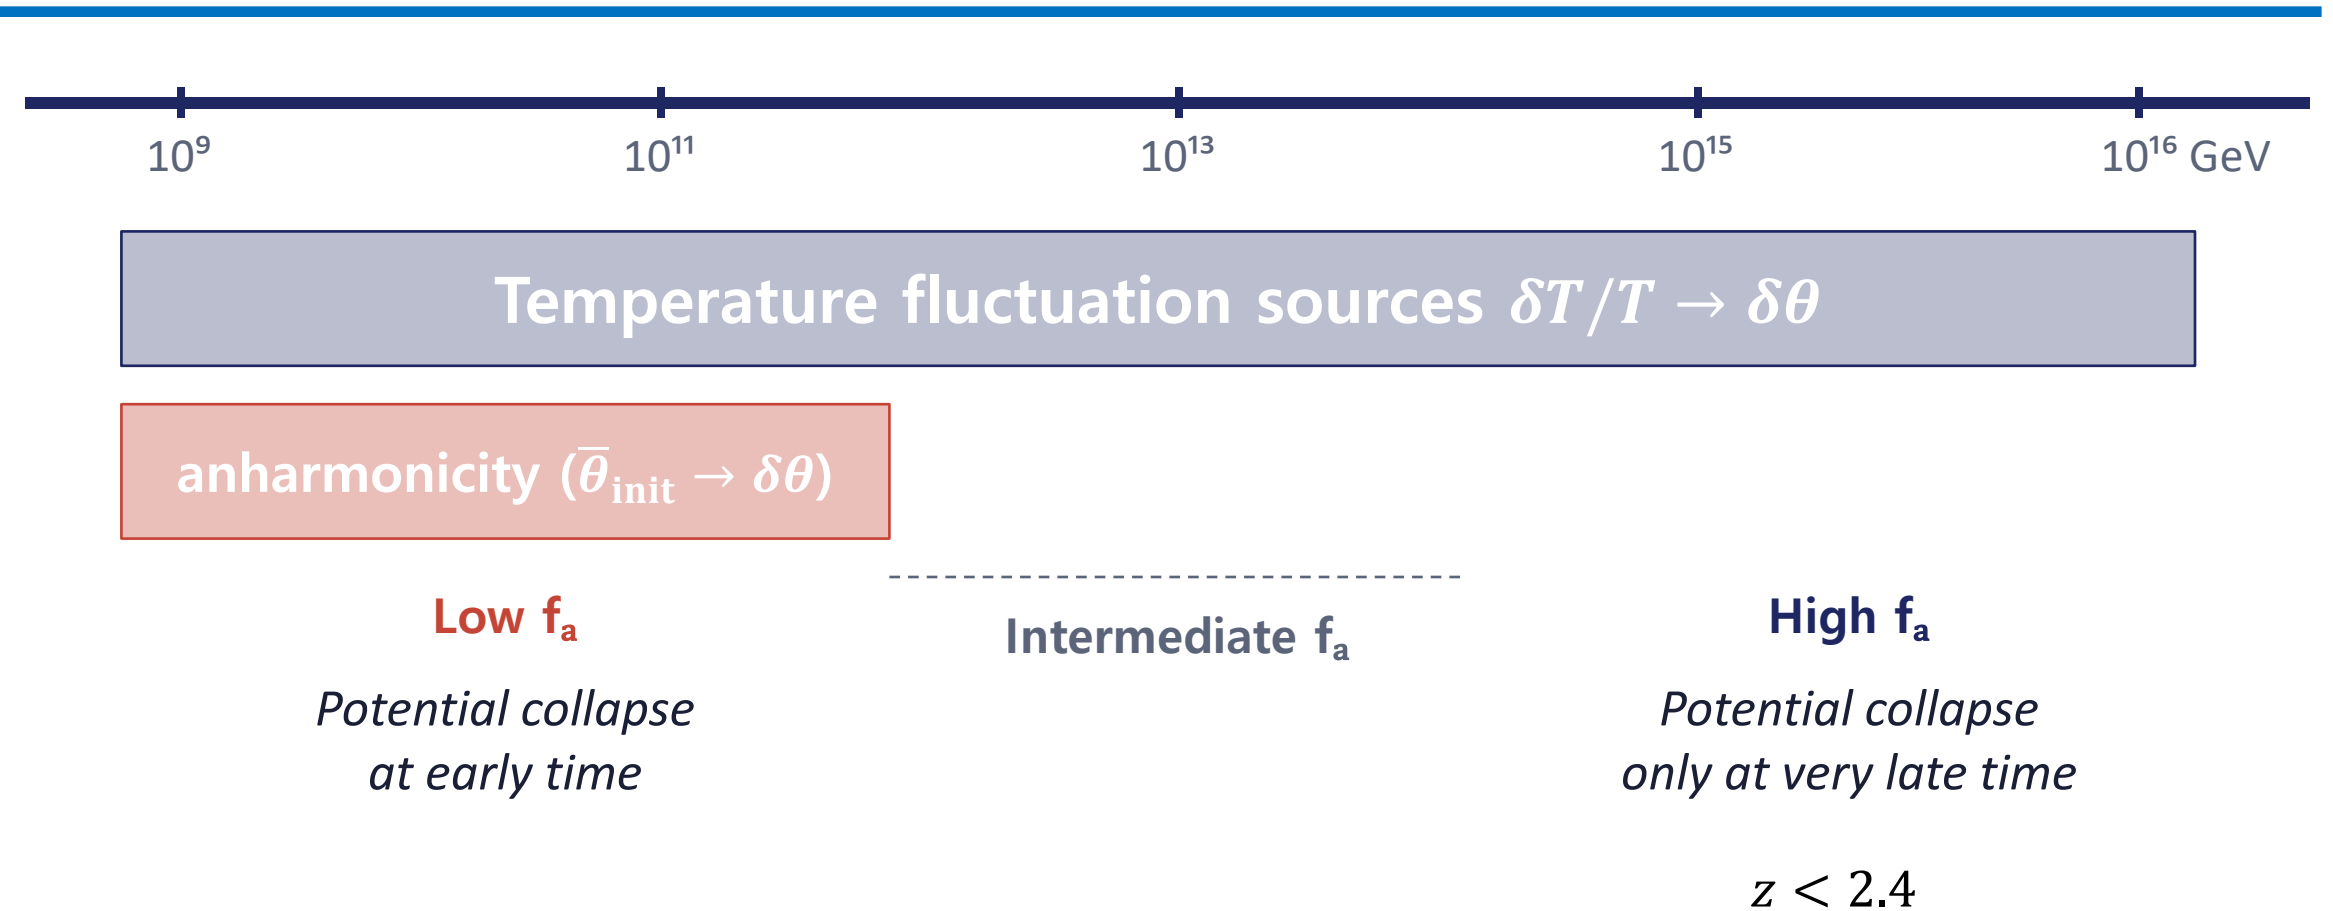 10⁹ 10¹¹ 10¹³ 10¹⁵ 10¹⁶ GeV
Temperature fluctuation sources δT/T → δθ
anharmonicity (θ̅ᵢₙᵢₜ → δθ)
Low fₐ
Intermediate fₐ
High fₐ
Potential collapse
at early time
Potential collapse
only at very late time
z < 2.4